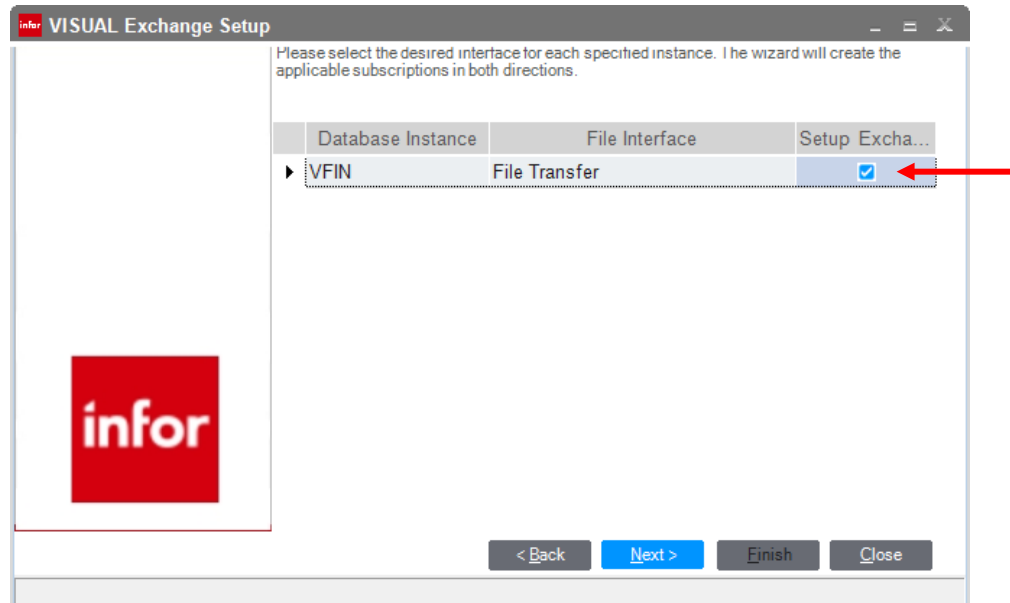 infor VISUAL Exchange Setup
Please select the desired interface for each specified instance. The wizard will create the
applicable subscriptions in both directions.
Database Instance File Interface Setup Excha...
VFIN File Transfer
infor
< Back Next > Finish Close